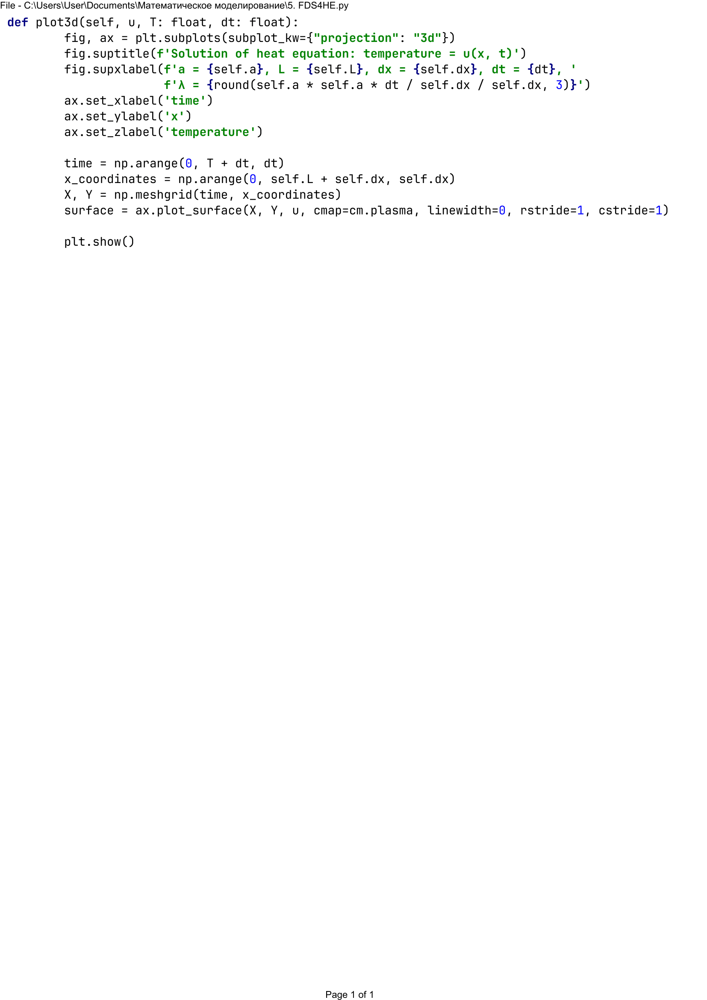 File - C:\Users\User\Documents\Математическое моделирование\5. FDS4HE.py
def plot3d(self, u, T: float, dt: float):
        fig, ax = plt.subplots(subplot_kw={"projection": "3d"})
        fig.suptitle(f'Solution of heat equation: temperature = u(x, t)')
        fig.supxlabel(f'a = {self.a}, L = {self.L}, dx = {self.dx}, dt = {dt}, '
                      f'λ = {round(self.a * self.a * dt / self.dx / self.dx, 3)}')
        ax.set_xlabel('time')
        ax.set_ylabel('x')
        ax.set_zlabel('temperature')

        time = np.arange(0, T + dt, dt)
        x_coordinates = np.arange(0, self.L + self.dx, self.dx)
        X, Y = np.meshgrid(time, x_coordinates)
        surface = ax.plot_surface(X, Y, u, cmap=cm.plasma, linewidth=0, rstride=1, cstride=1)

        plt.show()
Page 1 of 1